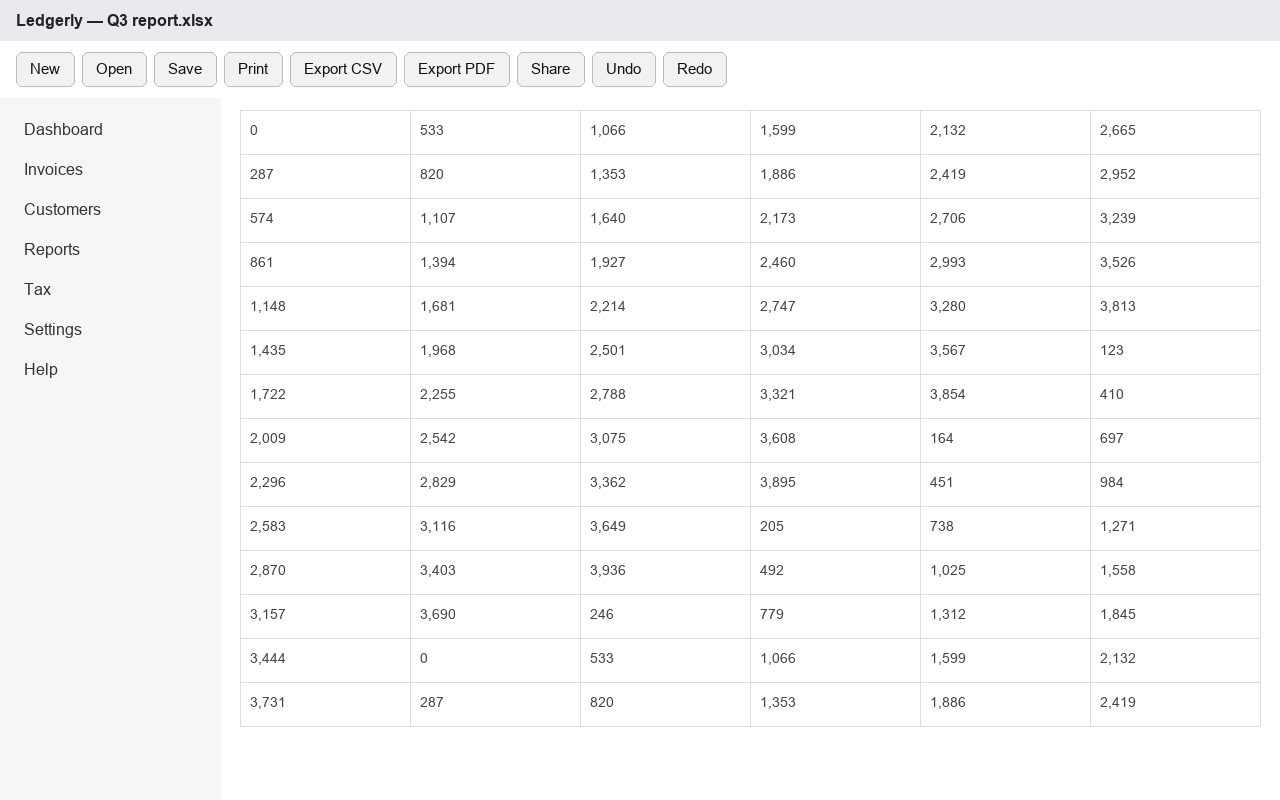 Ledgerly — Q3 report.xlsx
New Open Save Print Export CSV Export PDF Share Undo Redo
Dashboard
Invoices
Customers
Reports
Tax
Settings
Help
0 533 1,066 1,599 2,132 2,665
287 820 1,353 1,886 2,419 2,952
574 1,107 1,640 2,173 2,706 3,239
861 1,394 1,927 2,460 2,993 3,526
1,148 1,681 2,214 2,747 3,280 3,813
1,435 1,968 2,501 3,034 3,567 123
1,722 2,255 2,788 3,321 3,854 410
2,009 2,542 3,075 3,608 164 697
2,296 2,829 3,362 3,895 451 984
2,583 3,116 3,649 205 738 1,271
2,870 3,403 3,936 492 1,025 1,558
3,157 3,690 246 779 1,312 1,845
3,444 0 533 1,066 1,599 2,132
3,731 287 820 1,353 1,886 2,419